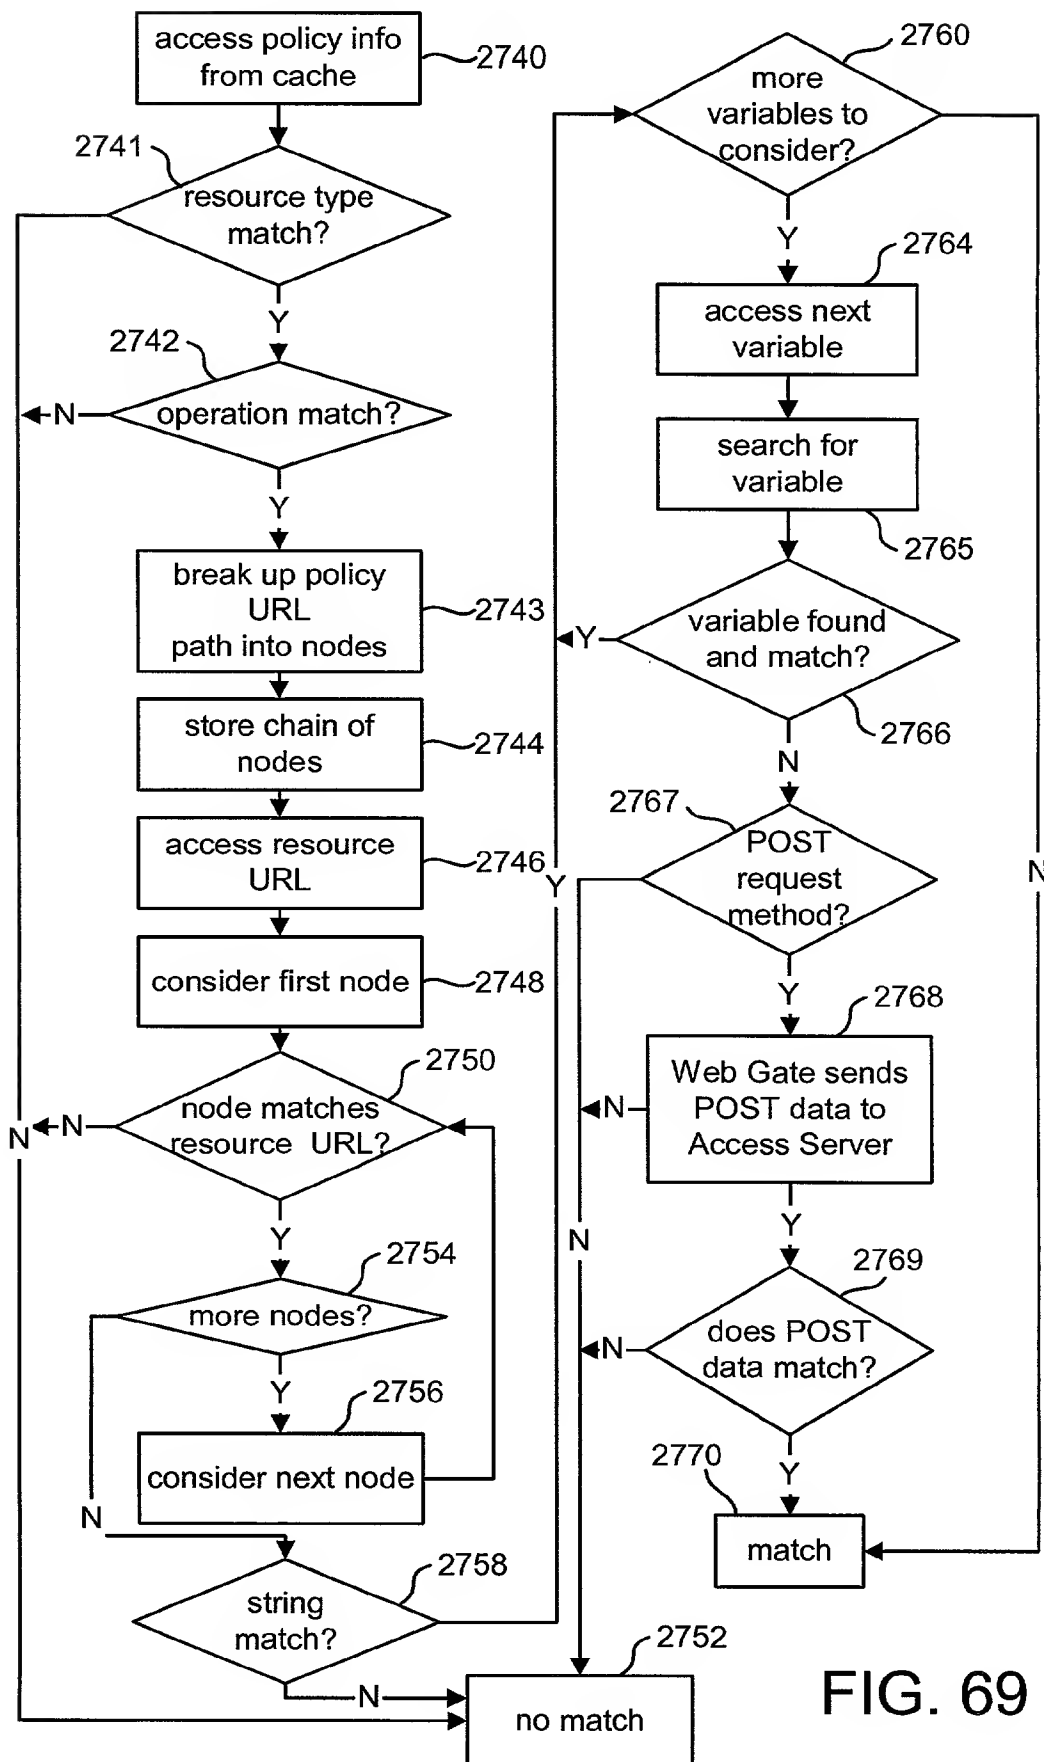 access policy info
from cache
2740
2741
resource type
match?
Y
2742
N
operation match?
Y
break up policy
URL
path into nodes
2743
store chain of
nodes
2744
access resource
URL
2746
consider first node
2748
2750
node matches
resource URL?
N
N
Y
2754
more nodes?
Y
2756
consider next node
N
2758
string
match?
N
Y
2760
more
variables to
consider?
Y
N
2764
access next
variable
search for
variable
2765
variable found
and match?
Y
2766
N
2767
POST
request
method?
Y
2768
Web Gate sends
POST data to
Access Server
N
Y
N
2769
does POST
data match?
N
Y
2770
match
2752
no match
FIG. 69